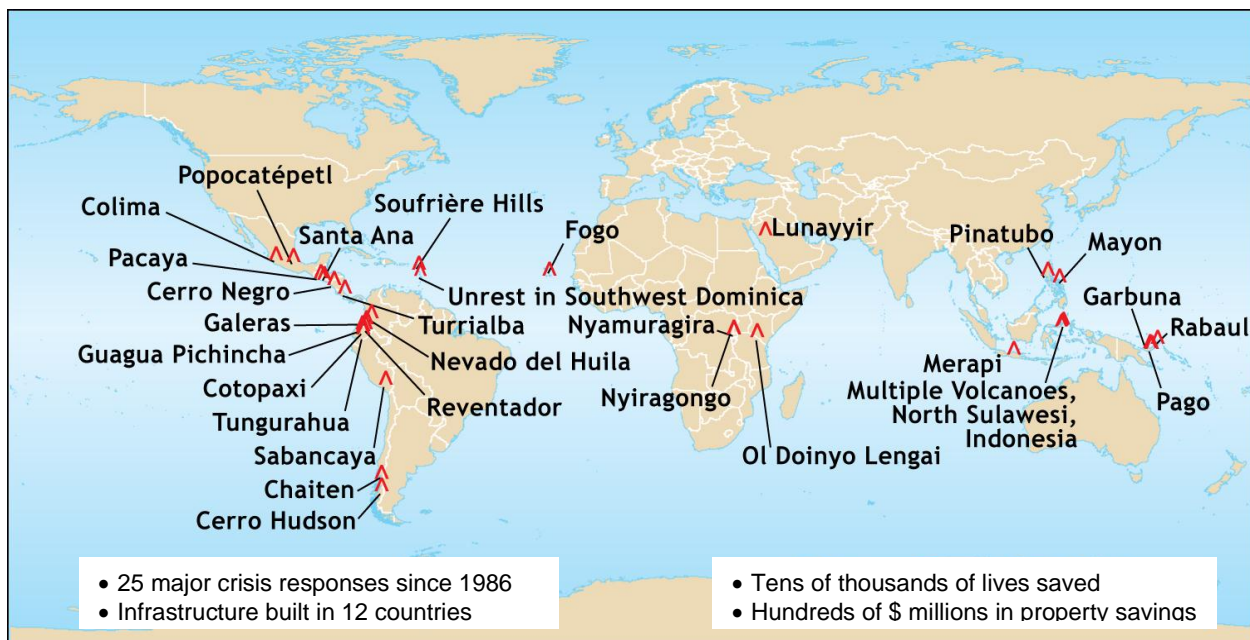 Popocatépetl
Colima
Soufrière Hills
Santa Ana
Fogo
Lunayyir
Pinatubo
Mayon
Pacaya
Cerro Negro
Unrest in Southwest Dominica
Garbuna
Galeras
Turrialba
Nyamuragira
Rabaul
Guagua Pichincha
Nevado del Huila
Merapi
Cotopaxi
Reventador
Nyiragongo
Multiple Volcanoes,
North Sulawesi,
Indonesia
Pago
Tungurahua
Sabancaya
Ol Doinyo Lengai
Chaiten
Cerro Hudson
• 25 major crisis responses since 1986
• Infrastructure built in 12 countries
• Tens of thousands of lives saved
• Hundreds of $ millions in property savings